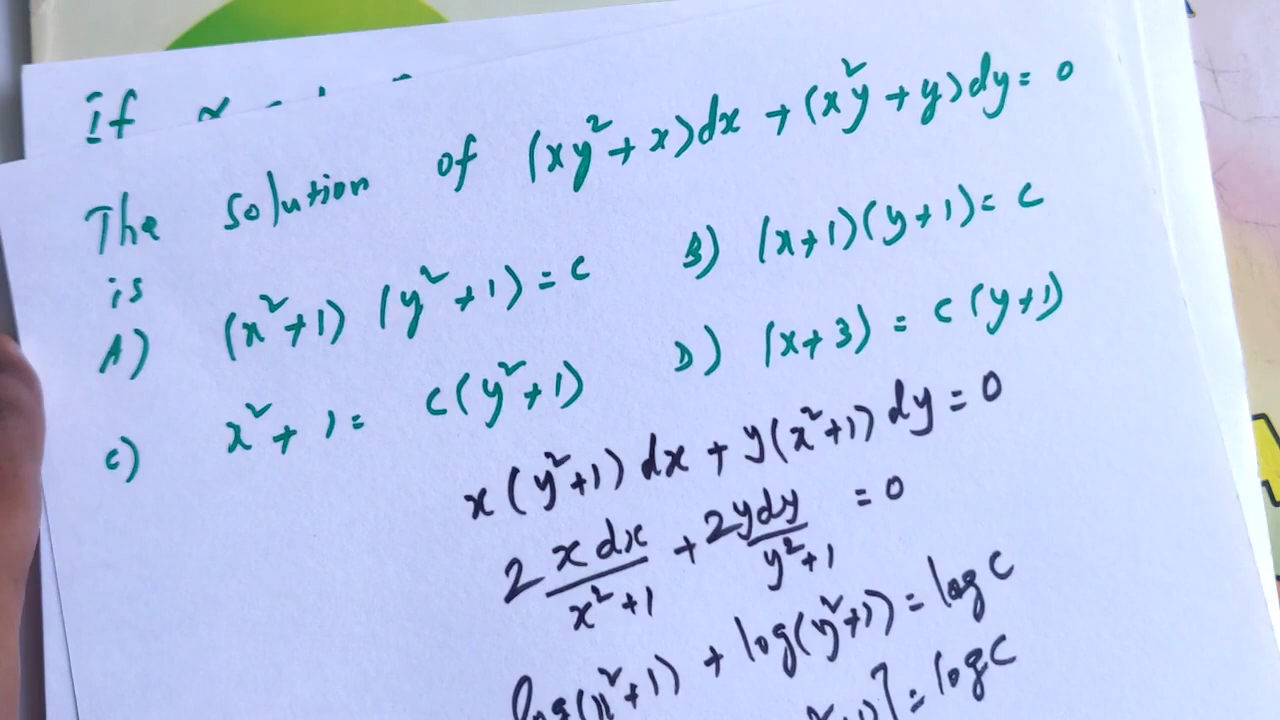 If
The solution of (xy²+x)dx + (x²y+y)dy = 0
is
A) (x²+1) (y²+1) = c B) (x+1)(y+1) = c
C) x²+1 = c(y²+1) D) (x+3) = c(y+1)
x(y²+1)dx + y(x²+1)dy = 0
2 x dx / x²+1 + 2ydy / y²+1 = 0
log(x²+1) + log(y²+1) = log c
= log c